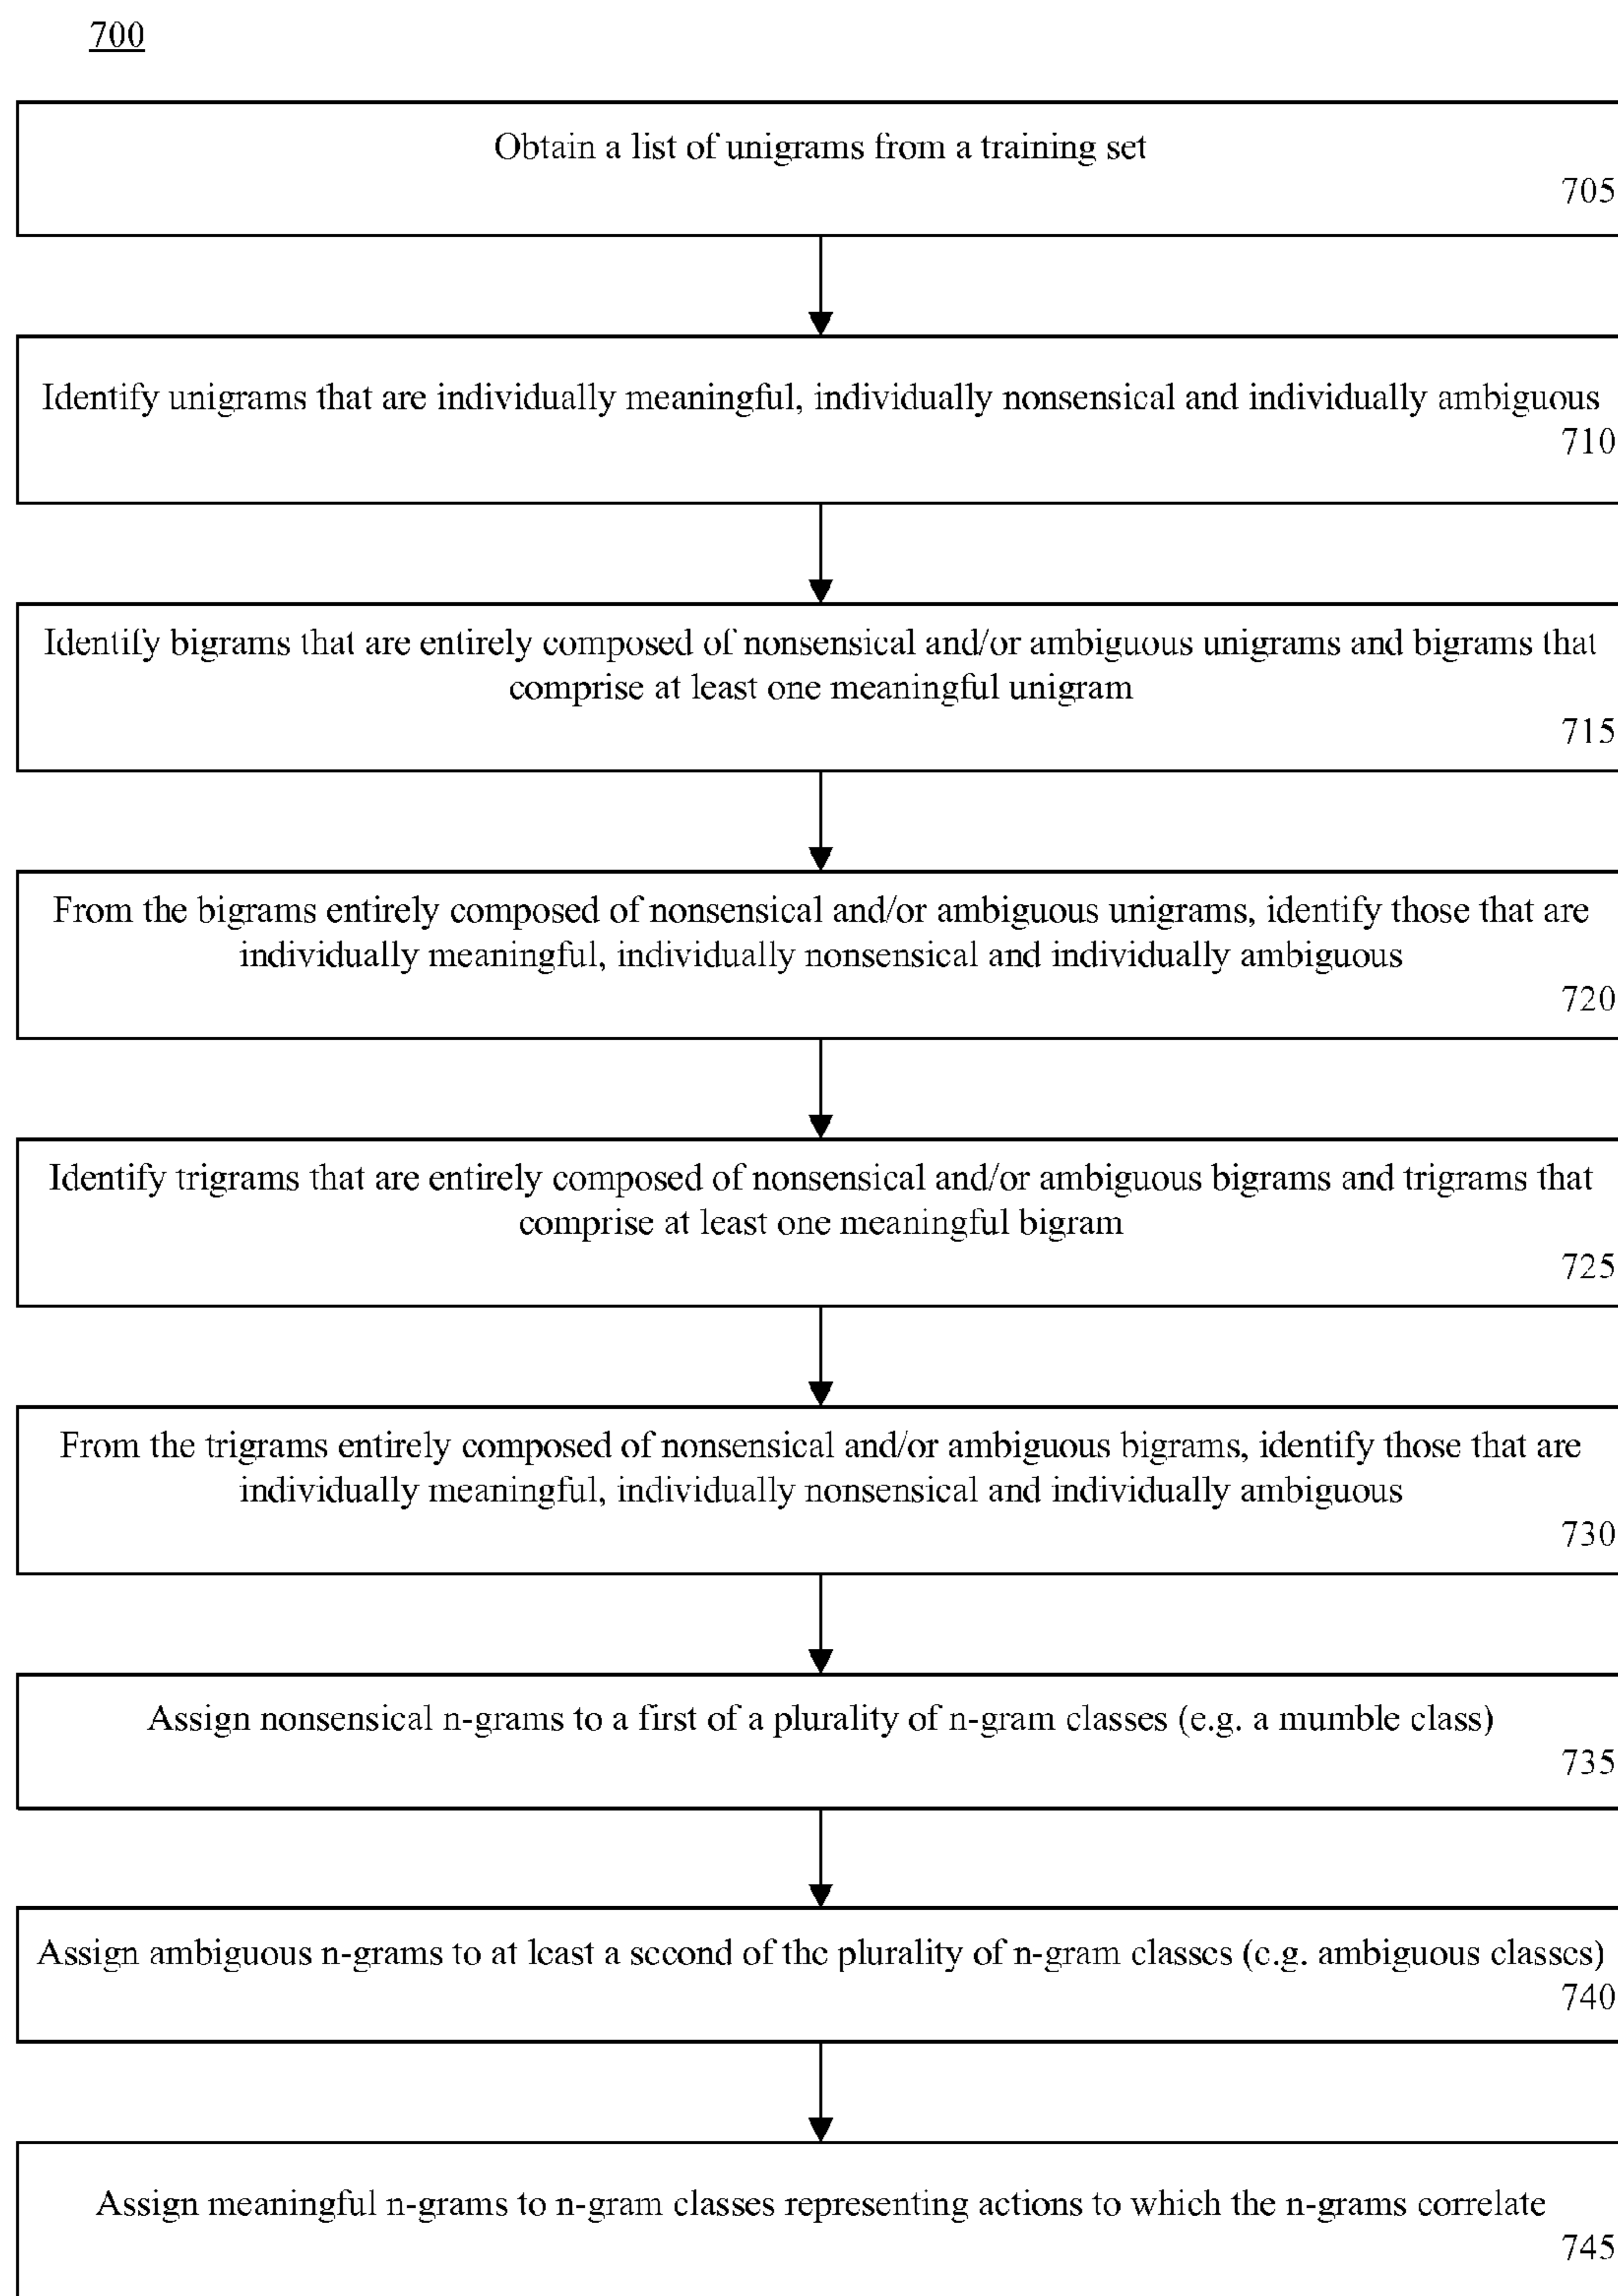 700
Obtain a list of unigrams from a training set
705
Identify unigrams that are individually meaningful, individually nonsensical and individually ambiguous
710
Identify bigrams that are entirely composed of nonsensical and/or ambiguous unigrams and bigrams that
comprise at least one meaningful unigram
715
From the bigrams entirely composed of nonsensical and/or ambiguous unigrams, identify those that are
individually meaningful, individually nonsensical and individually ambiguous
720
Identify trigrams that are entirely composed of nonsensical and/or ambiguous bigrams and trigrams that
comprise at least one meaningful bigram
725
From the trigrams entirely composed of nonsensical and/or ambiguous bigrams, identify those that are
individually meaningful, individually nonsensical and individually ambiguous
730
Assign nonsensical n-grams to a first of a plurality of n-gram classes (e.g. a mumble class)
735
Assign ambiguous n-grams to at least a second of the plurality of n-gram classes (e.g. ambiguous classes)
740
Assign meaningful n-grams to n-gram classes representing actions to which the n-grams correlate
745